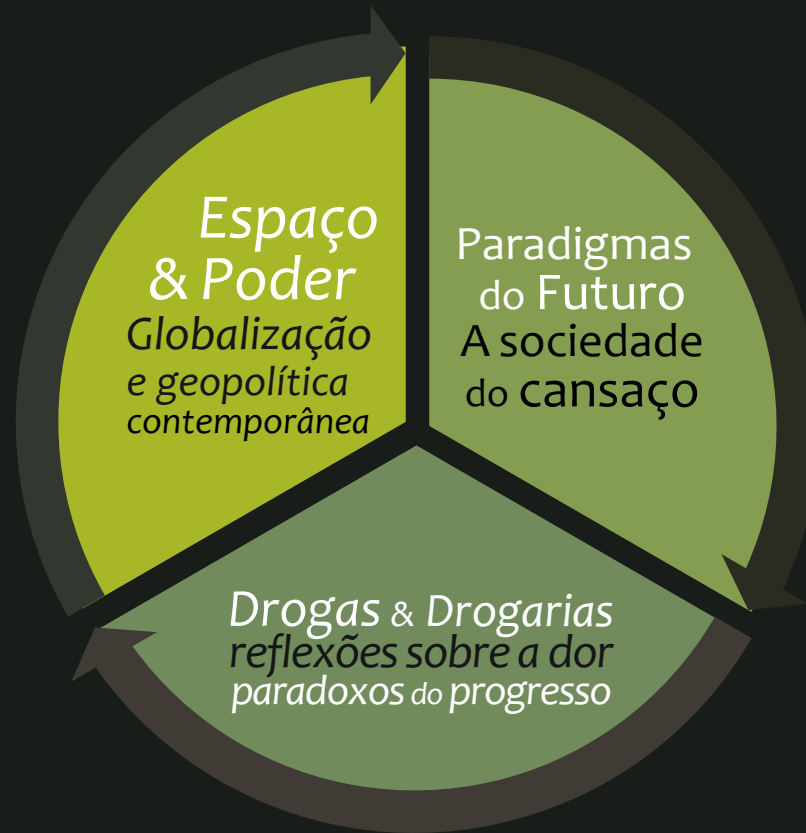 Espaço
& Poder
Globalização
e geopolítica
contemporânea
Paradigmas
do Futuro
A sociedade
do cansaço
Drogas & Drogarias
reflexões sobre a dor
paradoxos do progresso